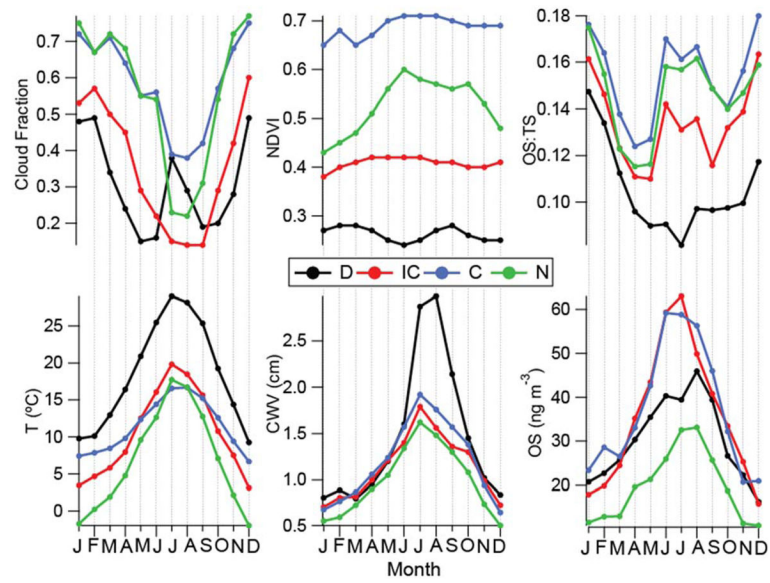 Cloud Fraction
0.7
0.6
0.5
0.4
0.3
0.2
NDVI
0.7
0.6
0.5
0.4
0.3
OS:TS
0.18
0.16
0.14
0.12
0.10
D IC C N
T (ºC)
25
20
15
10
5
0
J F M A M J J A S O N D
CWV (cm)
2.5
2.0
1.5
1.0
0.5
J F M A M J J A S O N D
OS (ng m⁻³)
60
50
40
30
20
J F M A M J J A S O N D
Month